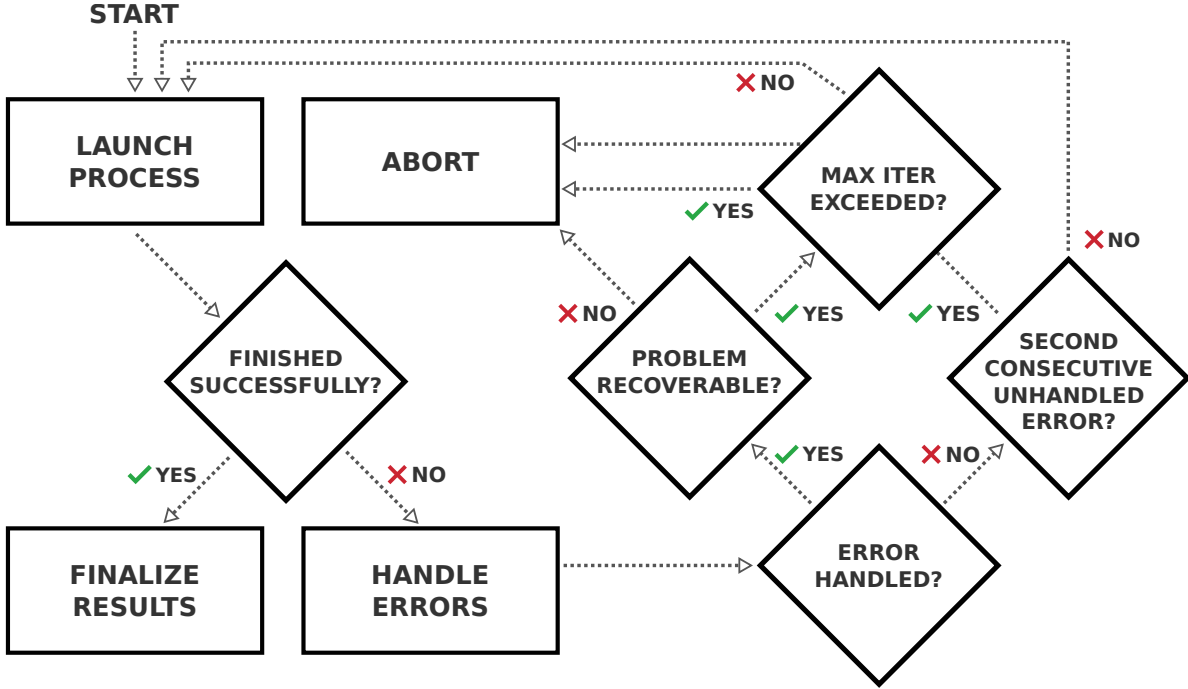 START
LAUNCH
PROCESS
ABORT
NO
MAX ITER
EXCEEDED?
YES
NO
NO
YES
YES
FINISHED
SUCCESSFULLY?
PROBLEM
RECOVERABLE?
SECOND
CONSECUTIVE
UNHANDLED
ERROR?
YES
NO
YES
NO
FINALIZE
RESULTS
HANDLE
ERRORS
ERROR
HANDLED?